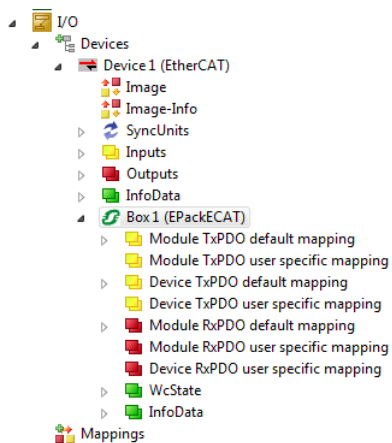 I/O
Devices
Device 1 (EtherCAT)
Image
Image-Info
SyncUnits
Inputs
Outputs
InfoData
Box 1 (EPackECAT)
Module TxPDO default mapping
Module TxPDO user specific mapping
Device TxPDO default mapping
Device TxPDO user specific mapping
Module RxPDO default mapping
Module RxPDO user specific mapping
Device RxPDO user specific mapping
WcState
InfoData
Mappings